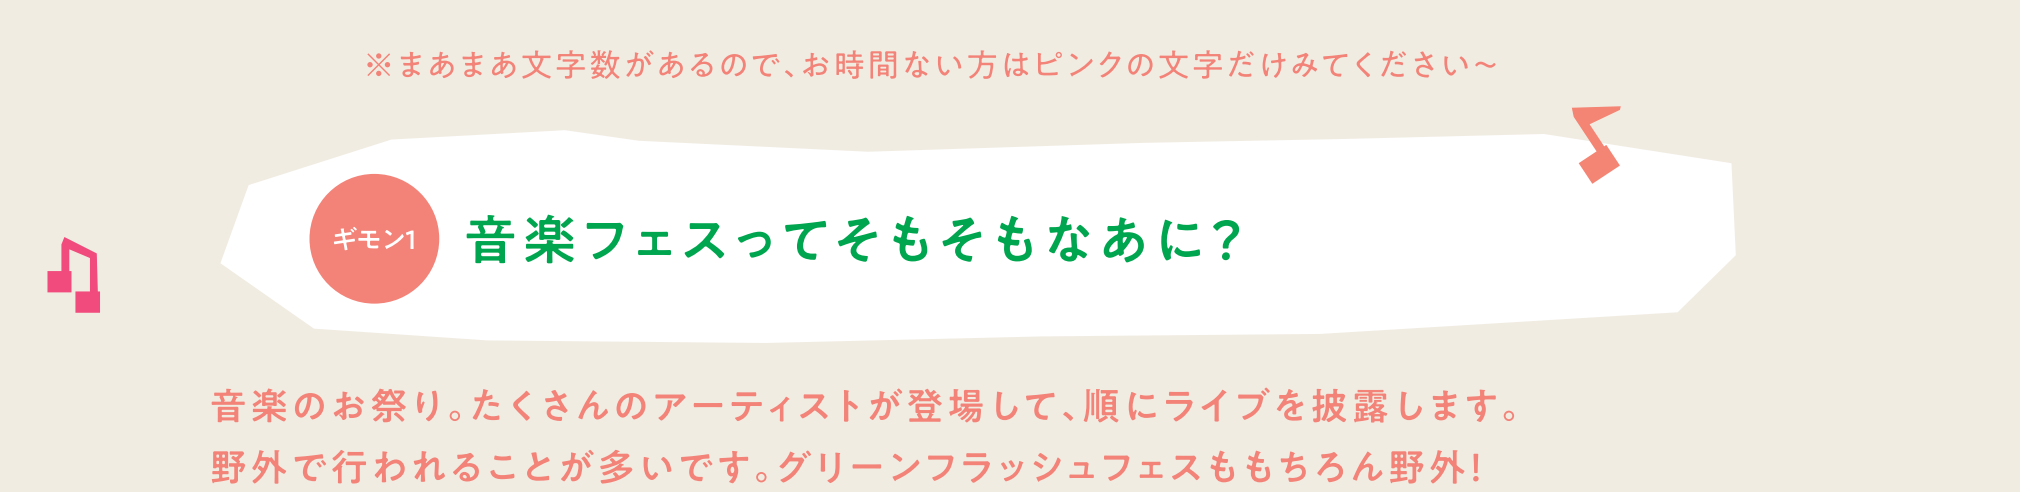 ※まあまあ文字数があるので、お時間ない方はピンクの文字だけみてください~
ギモン1
音楽フェスってそもそもなあに？
音楽のお祭り。たくさんのアーティストが登場して、順にライブを披露します。
野外で行われることが多いです。グリーンフラッシュフェスももちろん野外！